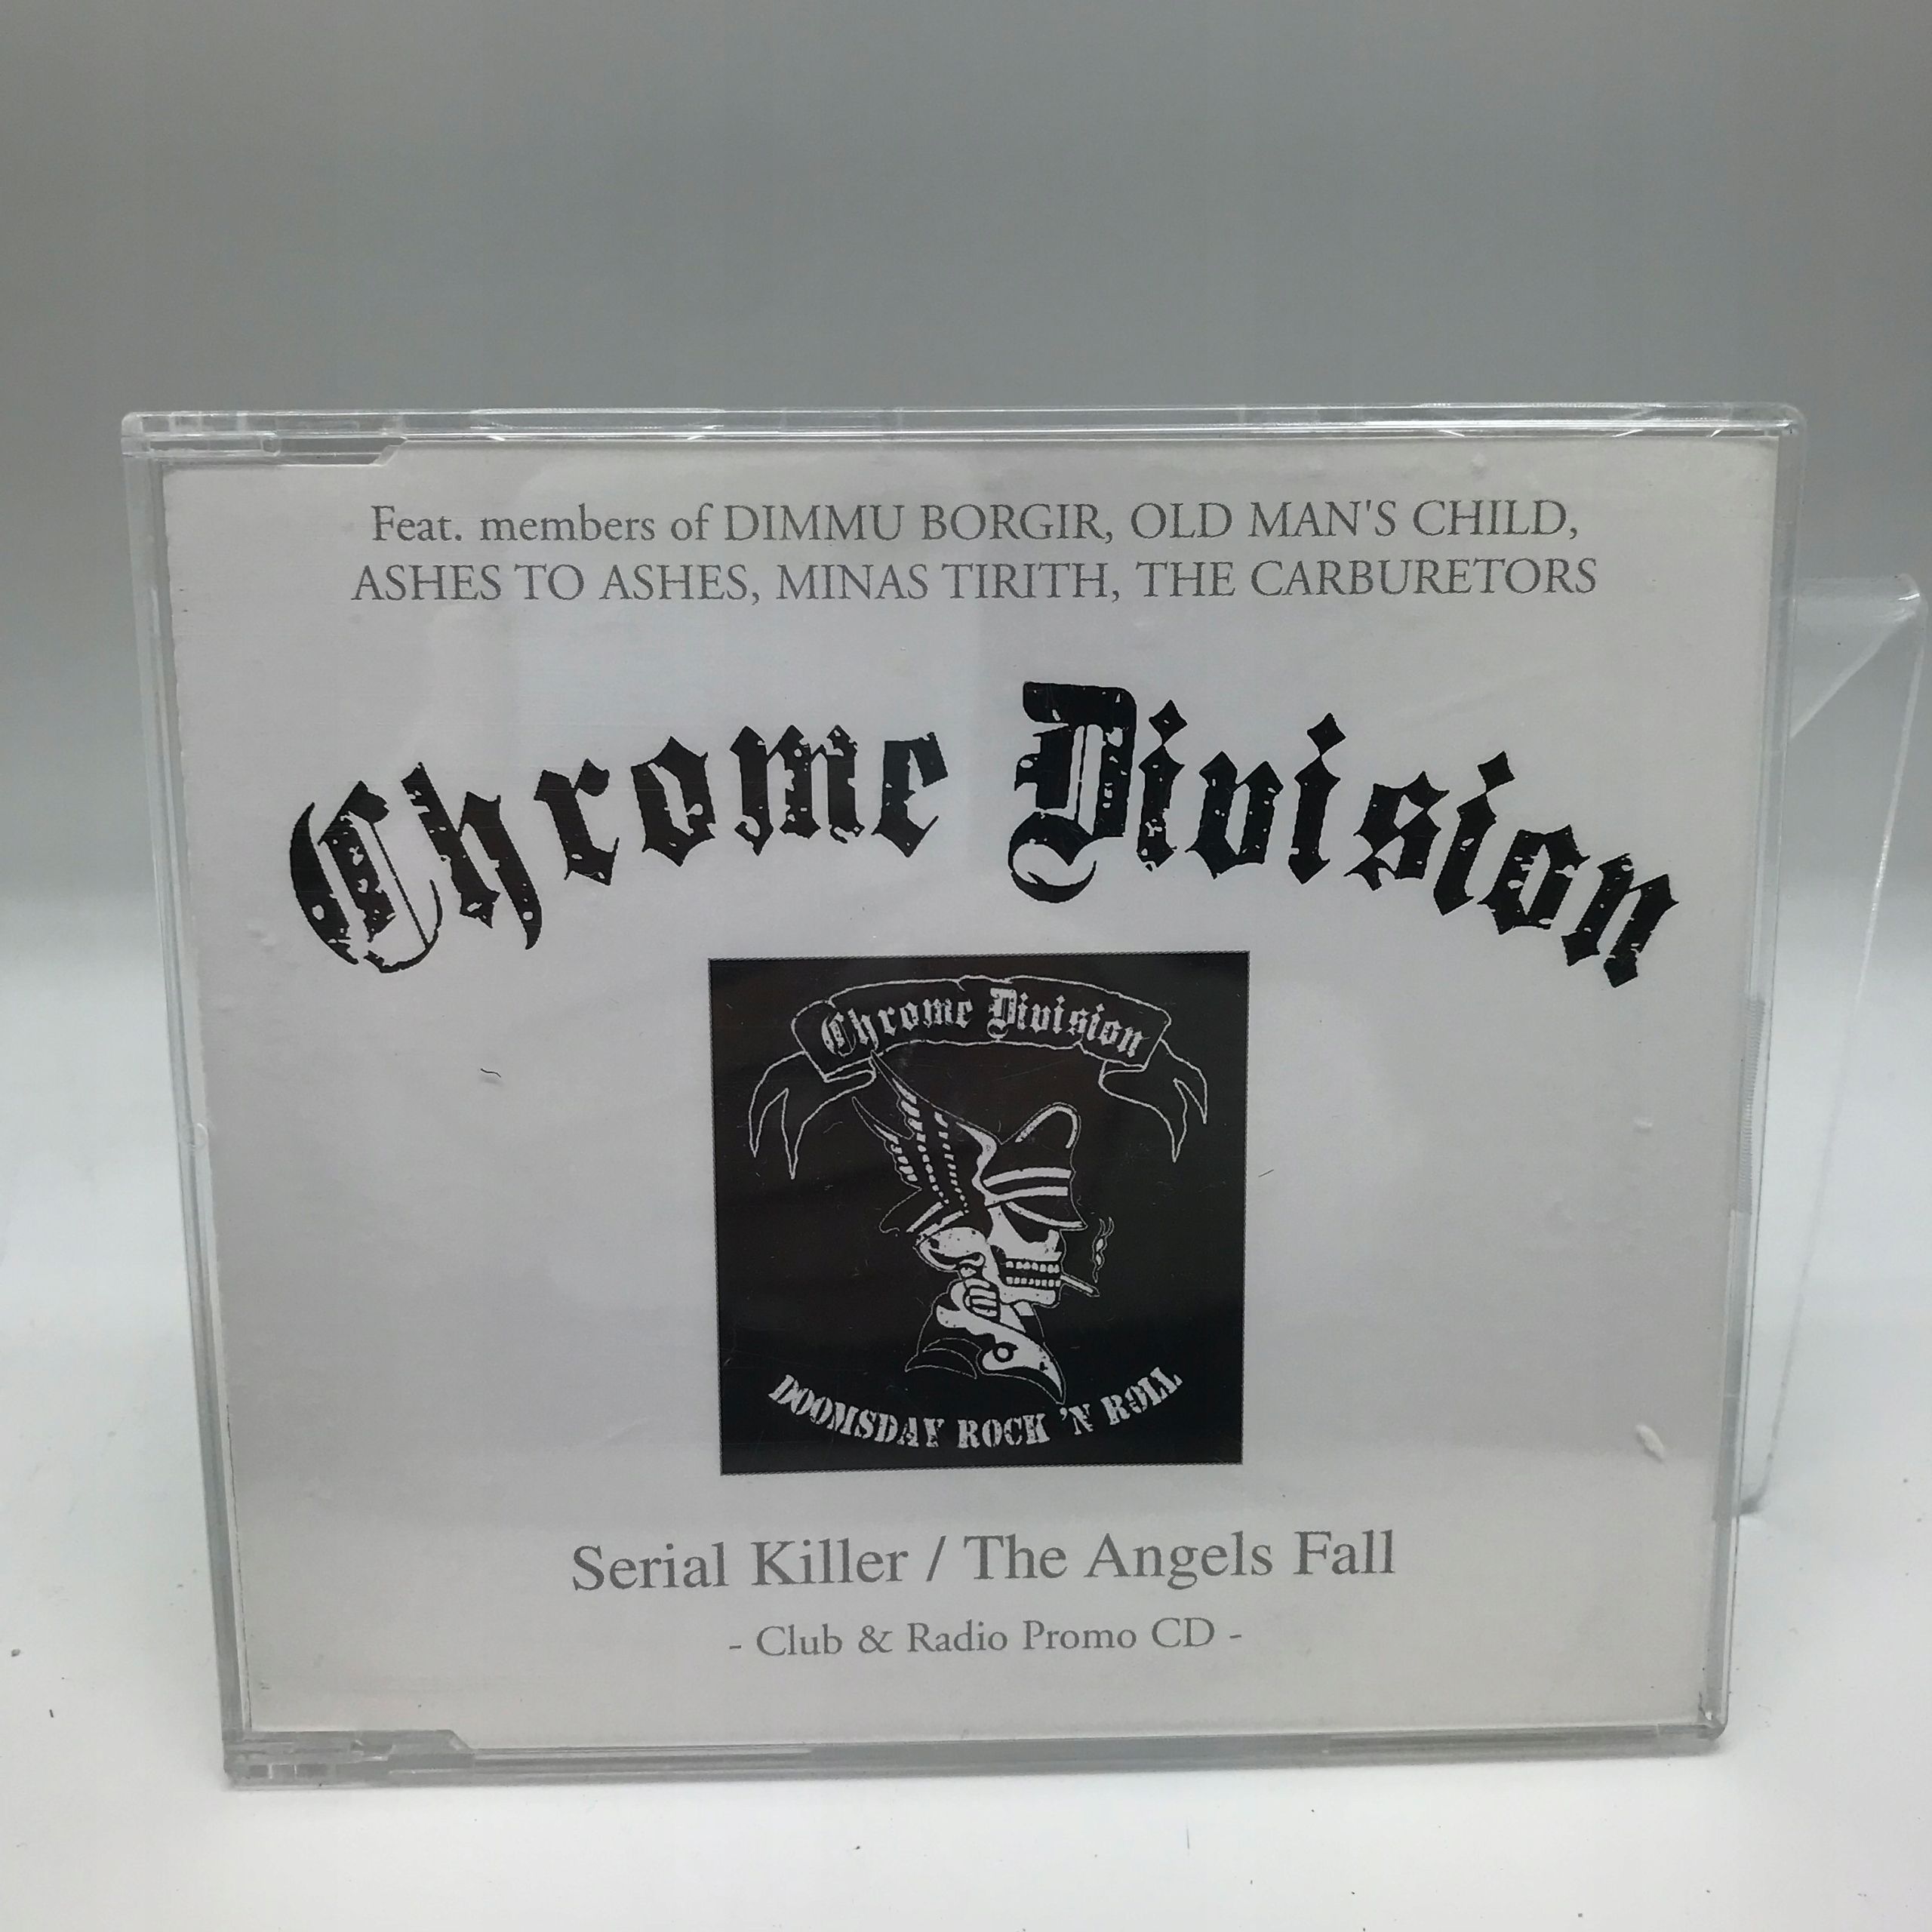 Feat. members of DIMMU BORGIR, OLD MAN'S CHILD,
ASHES TO ASHES, MINAS TIRITH, THE CARBURETORS
Chrome Division
Chrome Division
DOOMSDAY ROCK 'N ROLL
Serial Killer / The Angels Fall
- Club & Radio Promo CD -